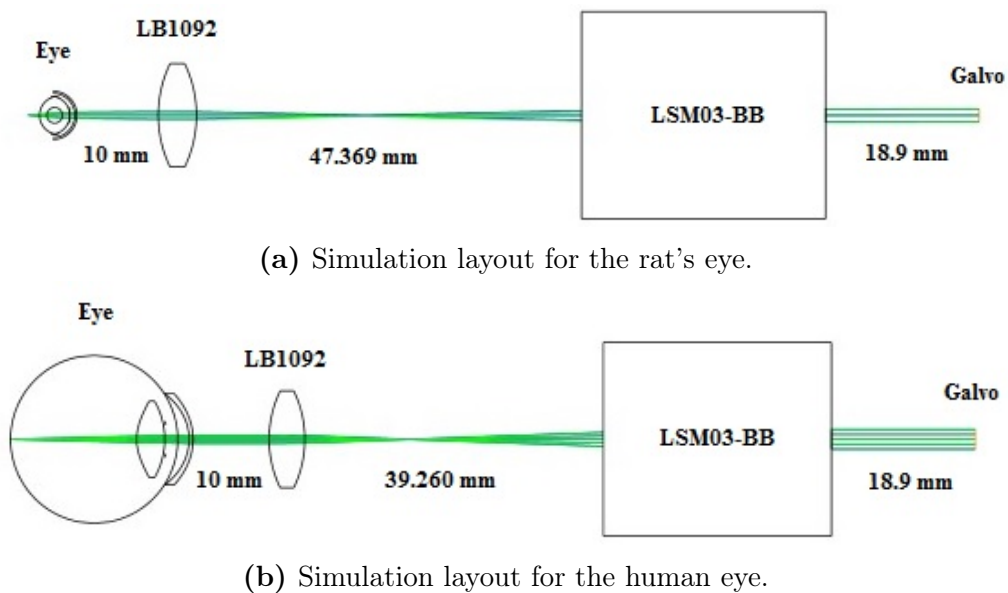 LB1092
Eye
Galvo
LSM03-BB
10 mm
47.369 mm
18.9 mm
(a) Simulation layout for the rat's eye.
Eye
LB1092
Galvo
LSM03-BB
10 mm
39.260 mm
18.9 mm
(b) Simulation layout for the human eye.